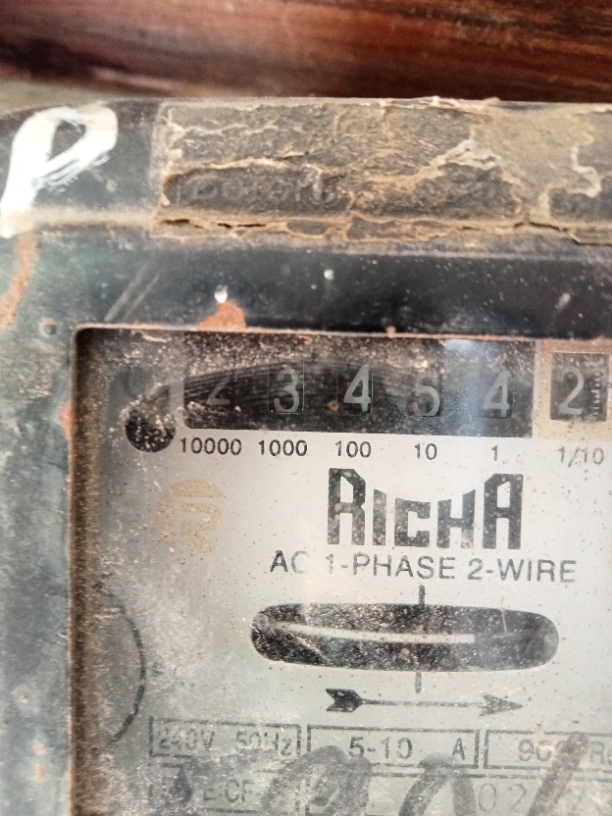 P
2 3 4 5 4 2
10000 1000 100 10 1 1/10
RICHA
AC 1-PHASE 2-WIRE
240V 50Hz 5-10 A